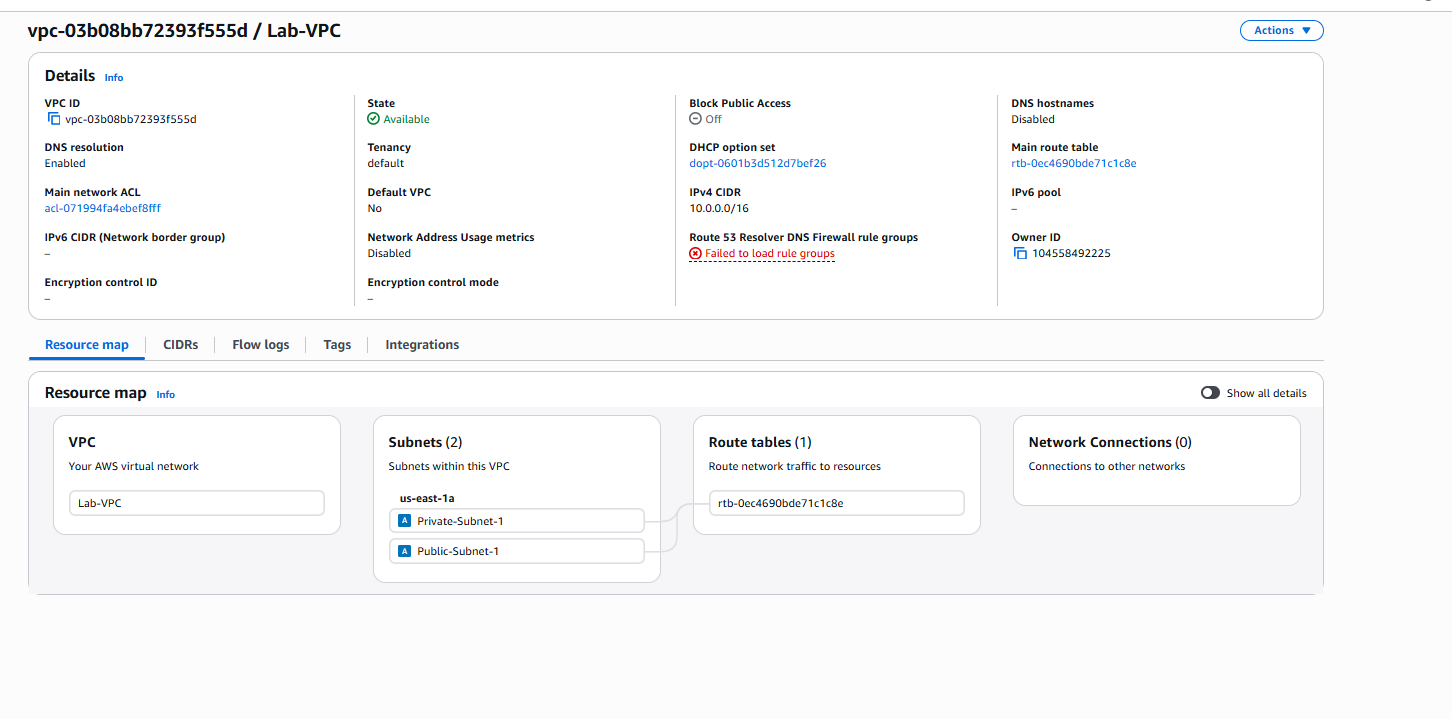 vpc-03b08bb72393f555d / Lab-VPC
Actions
Details Info
VPC ID
vpc-03b08bb72393f555d
State
Available
Block Public Access
Off
DNS hostnames
Disabled
DNS resolution
Enabled
Tenancy
default
DHCP option set
dopt-0601b3d512d7bef26
Main route table
rtb-0ec4690bde71c1c8e
Main network ACL
acl-071994fa4ebef8fff
Default VPC
No
IPv4 CIDR
10.0.0.0/16
IPv6 pool
–
IPv6 CIDR (Network border group)
–
Network Address Usage metrics
Disabled
Route 53 Resolver DNS Firewall rule groups
Failed to load rule groups
Owner ID
104558492225
Encryption control ID
–
Encryption control mode
–
Resource map
CIDRs
Flow logs
Tags
Integrations
Resource map Info
Show all details
VPC
Your AWS virtual network
Lab-VPC
Subnets (2)
Subnets within this VPC
us-east-1a
A Private-Subnet-1
A Public-Subnet-1
Route tables (1)
Route network traffic to resources
rtb-0ec4690bde71c1c8e
Network Connections (0)
Connections to other networks